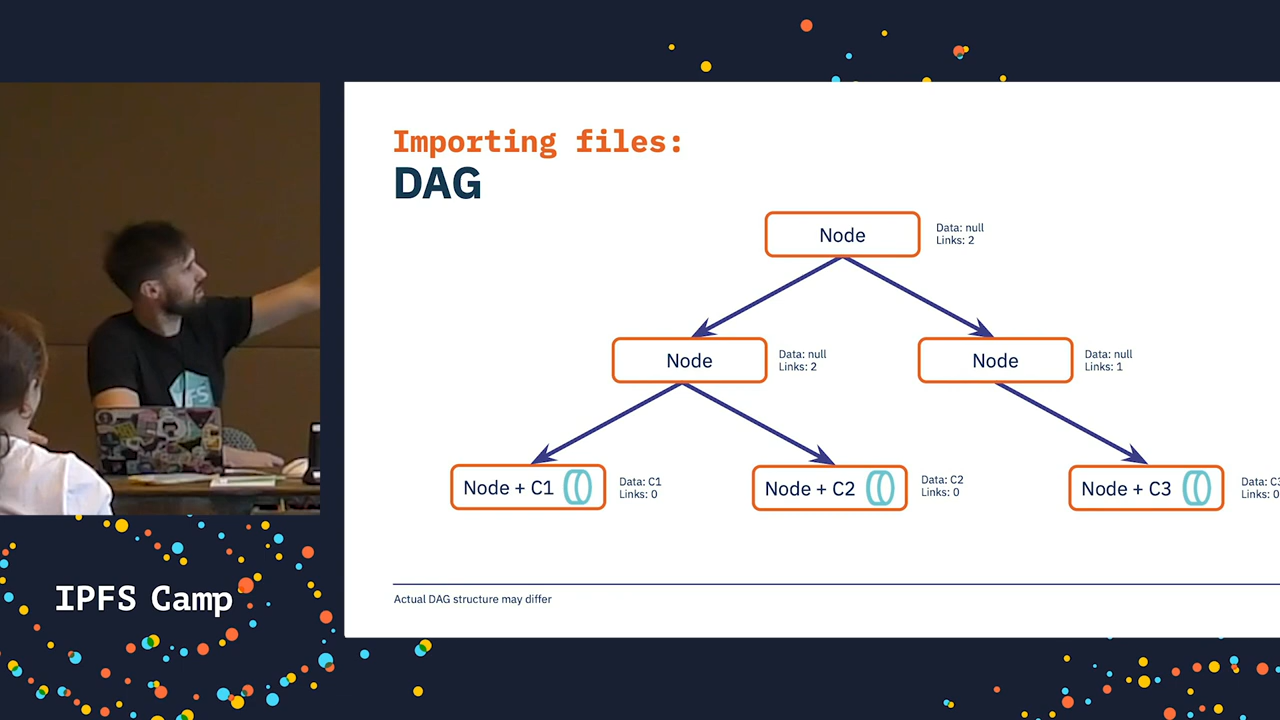 Importing files:
DAG
Node
Data: null
Links: 2
Node
Data: null
Links: 2
Node
Data: null
Links: 1
Node + C1
Data: C1
Links: 0
Node + C2
Data: C2
Links: 0
Node + C3
Data: C3
Links: 0
Actual DAG structure may differ
FS
IPFS Camp